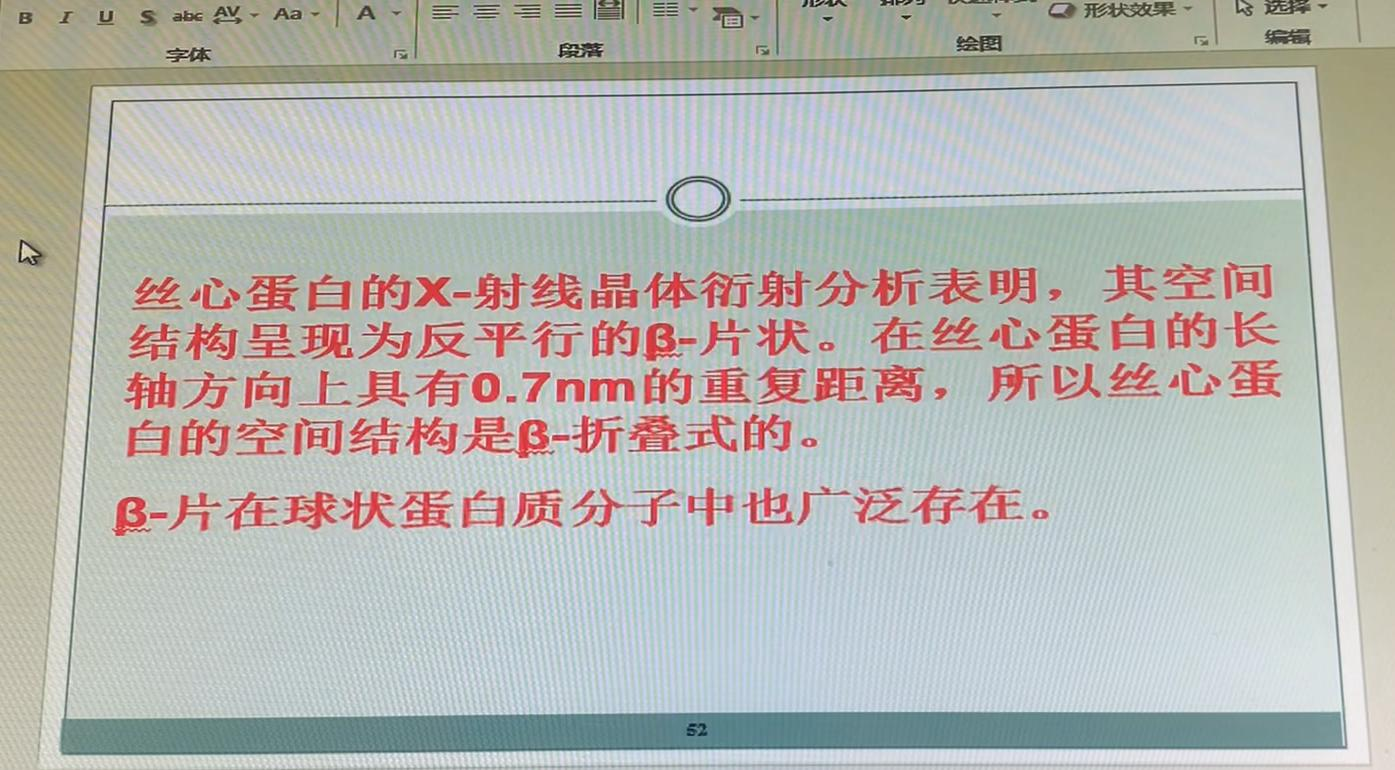 B I U S abc AV Aa A
字体
段落
绘图
形状效果
选择
编辑
丝心蛋白的X-射线晶体衍射分析表明，其空间
结构呈现为反平行的β-片状。在丝心蛋白的长
轴方向上具有0.7nm的重复距离，所以丝心蛋
白的空间结构是β-折叠式的。
β-片在球状蛋白质分子中也广泛存在。
52